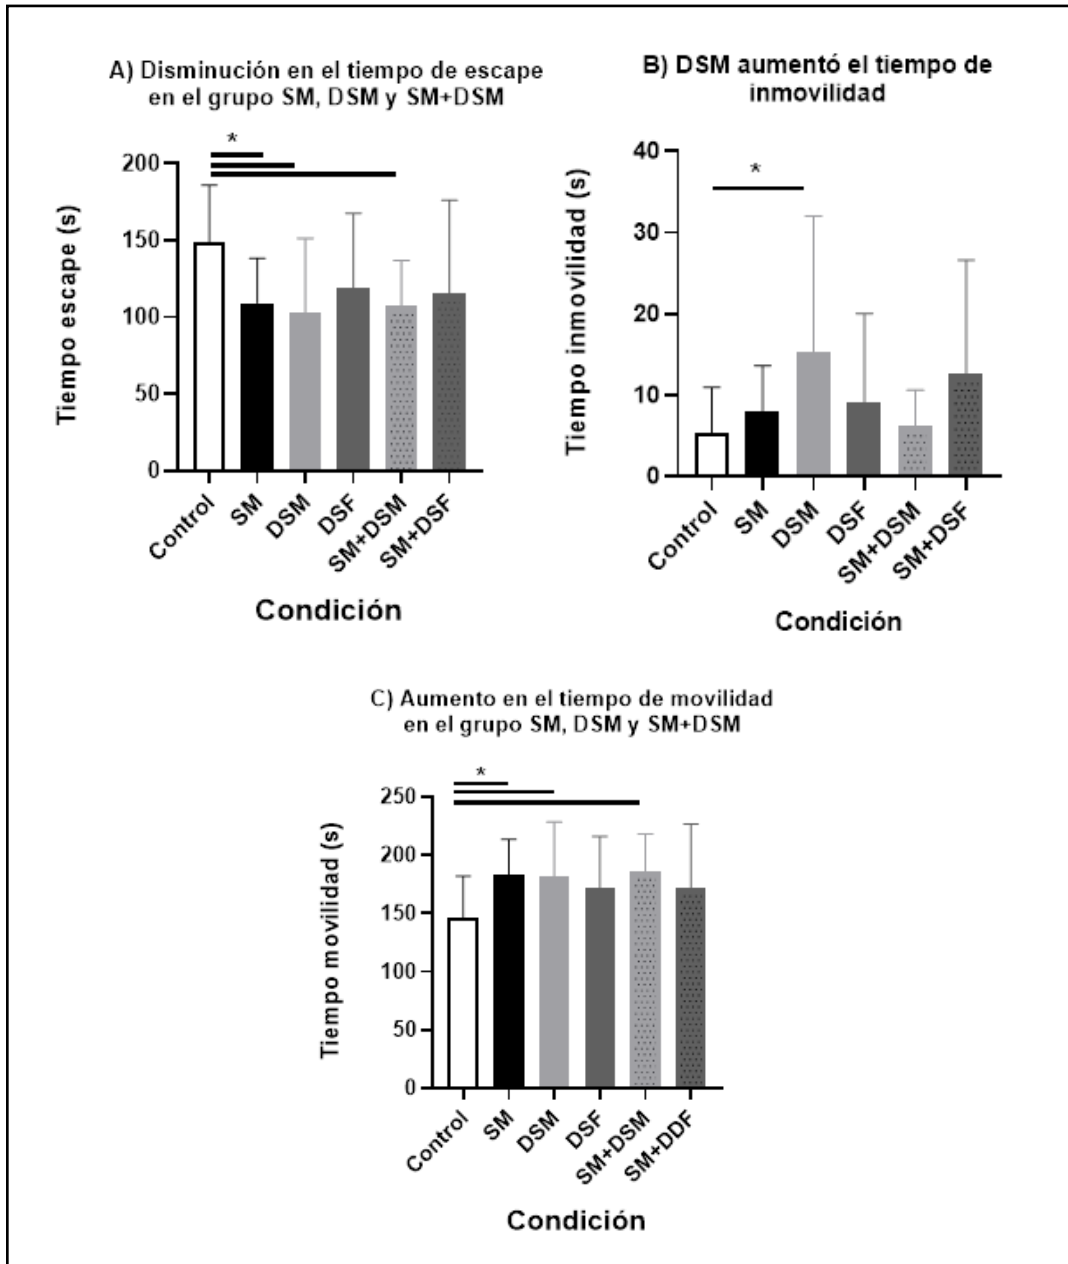 A) Disminución en el tiempo de escape
en el grupo SM, DSM y SM+DSM
*
200
150
100
50
0
Tiempo escape (s)
Control
SM
DSM
DSF
SM+DSM
SM+DSF
Condición
B) DSM aumentó el tiempo de
inmovilidad
*
40
30
20
10
0
Tiempo inmovilidad (s)
Control
SM
DSM
DSF
SM+DSM
SM+DSF
Condición
C) Aumento en el tiempo de movilidad
en el grupo SM, DSM y SM+DSM
*
250
200
150
100
50
0
Tiempo movilidad (s)
Control
SM
DSM
DSF
SM+DSM
SM+DDF
Condición